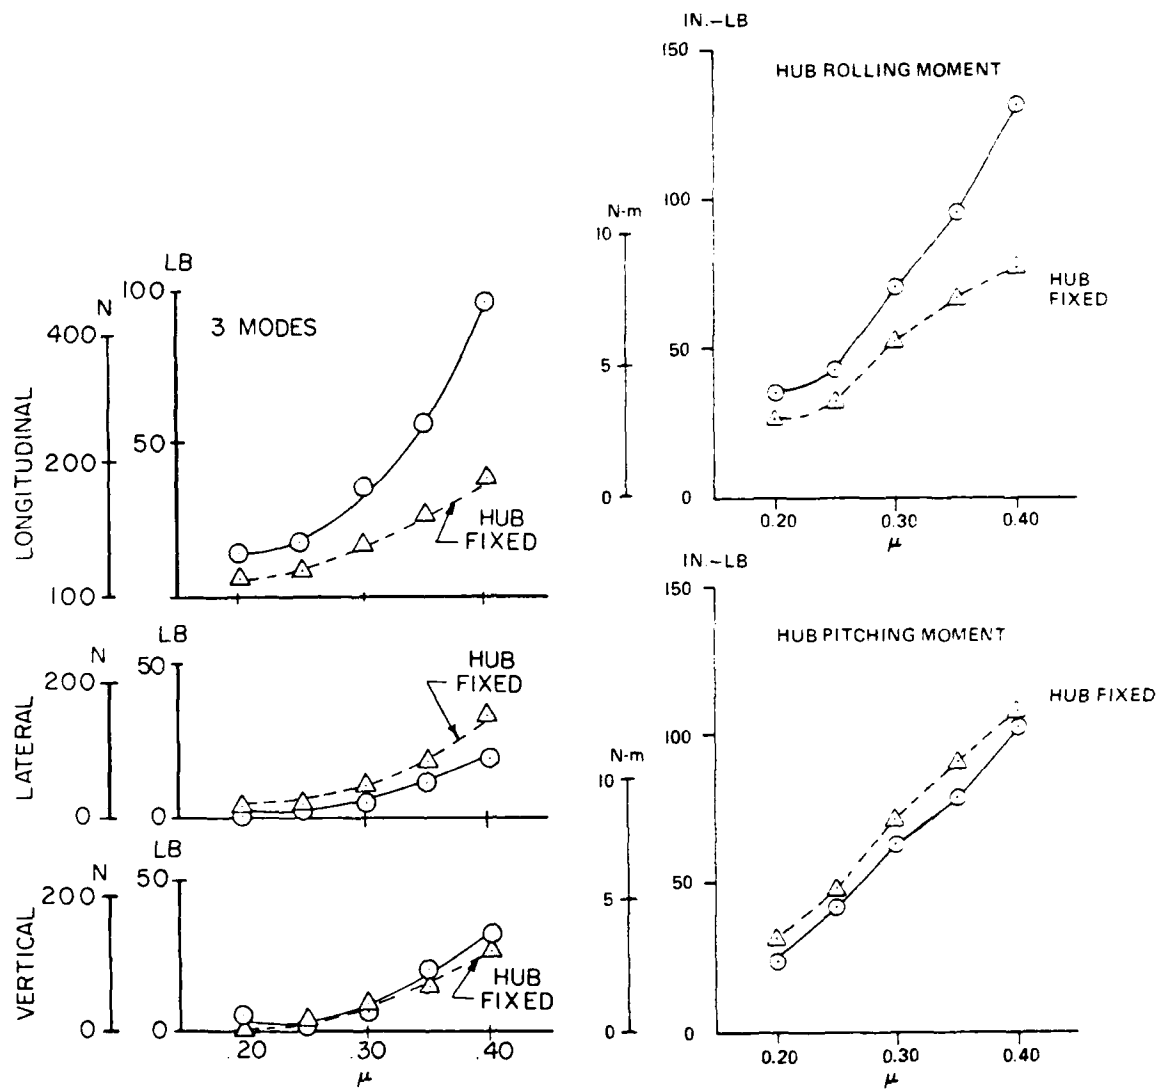 LB
N
100
400
3 MODES
50
200
LONGITUDINAL
HUB
FIXED
100
LB
N
50
200
HUB
FIXED
LATERAL
0
0
LB
N
50
200
VERTICAL
HUB
FIXED
0
0
.20
.30
.40
μ
IN.-LB
150
HUB ROLLING MOMENT
100
N-m
10
HUB
FIXED
5
50
0
0
0.20
0.30
0.40
μ
IN.-LB
150
HUB PITCHING MOMENT
HUB FIXED
100
N-m
10
5
50
0
0
0.20
0.30
0.40
μ